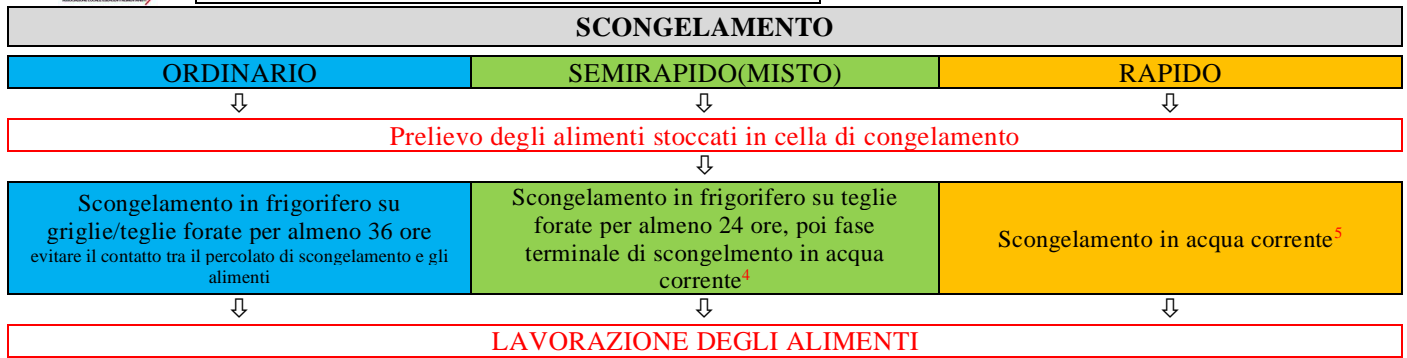 SCONGELAMENTO
ORDINARIO
SEMIRAPIDO(MISTO)
RAPIDO
⇩ ⇩ ⇩
Prelievo degli alimenti stoccati in cella di congelamento
⇩
Scongelamento in frigorifero su
griglie/teglie forate per almeno 36 ore
evitare il contatto tra il percolato di scongelamento e gli
alimenti
Scongelamento in frigorifero su teglie
forate per almeno 24 ore, poi fase
terminale di scongelmento in acqua
corrente⁴
Scongelamento in acqua corrente⁵
⇩ ⇩ ⇩
LAVORAZIONE DEGLI ALIMENTI